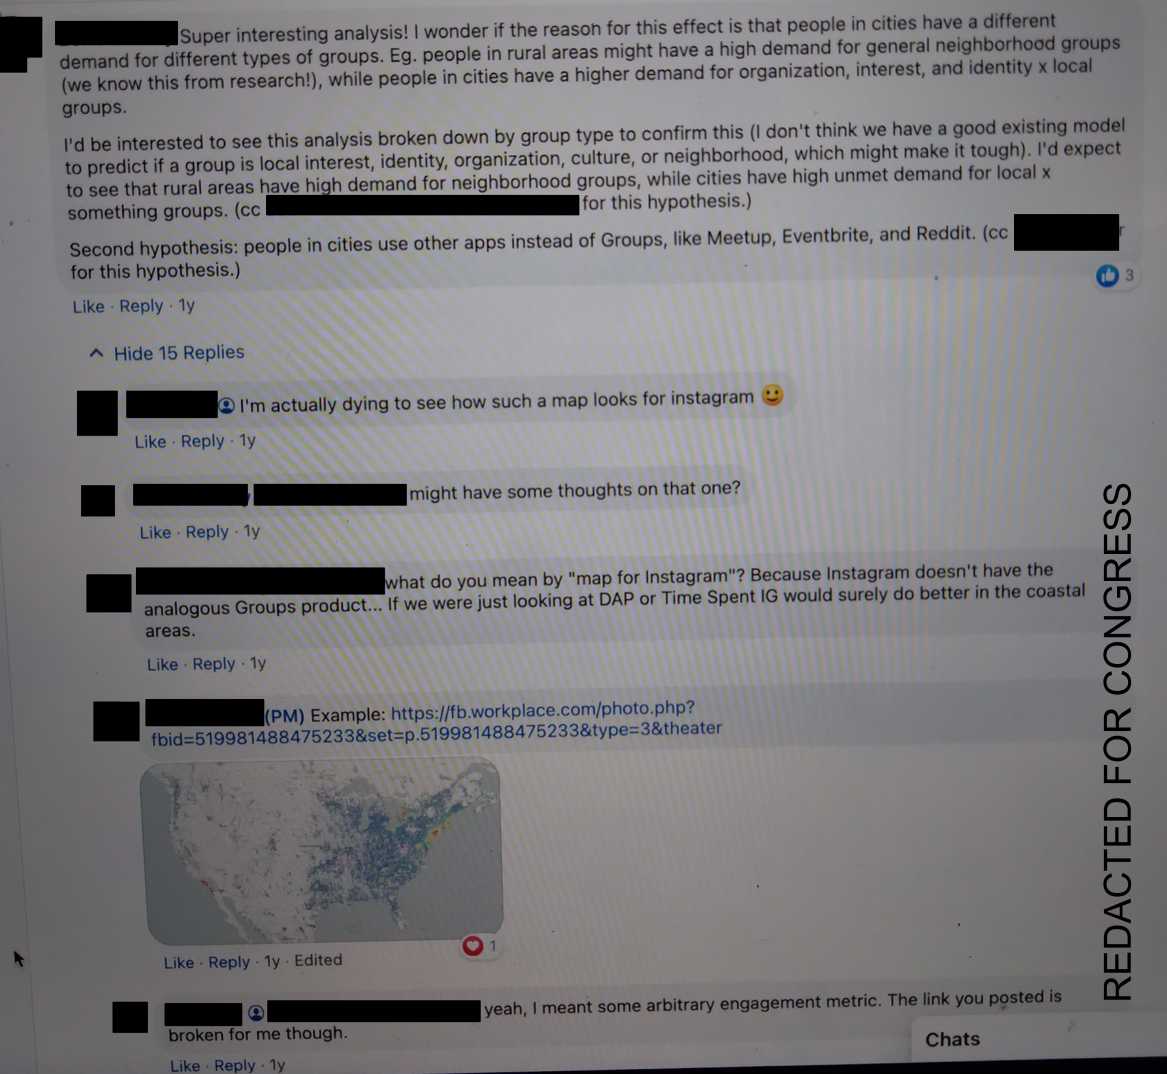 Super interesting analysis! I wonder if the reason for this effect is that people in cities have a different
demand for different types of groups. Eg. people in rural areas might have a high demand for general neighborhood groups
(we know this from research!), while people in cities have a higher demand for organization, interest, and identity x local
groups.
I'd be interested to see this analysis broken down by group type to confirm this (I don't think we have a good existing model
to predict if a group is local interest, identity, organization, culture, or neighborhood, which might make it tough). I'd expect
to see that rural areas have high demand for neighborhood groups, while cities have high unmet demand for local x
something groups. (cc for this hypothesis.)
Second hypothesis: people in cities use other apps instead of Groups, like Meetup, Eventbrite, and Reddit. (cc
for this hypothesis.)
3
Like · Reply · 1y
Hide 15 Replies
I'm actually dying to see how such a map looks for instagram 😀
Like · Reply · 1y
might have some thoughts on that one?
Like · Reply · 1y
what do you mean by "map for Instagram"? Because Instagram doesn't have the
analogous Groups product... If we were just looking at DAP or Time Spent IG would surely do better in the coastal
areas.
Like · Reply · 1y
(PM) Example: https://fb.workplace.com/photo.php?
fbid=519981488475233&set=p.519981488475233&type=3&theater
1
Like · Reply · 1y · Edited
yeah, I meant some arbitrary engagement metric. The link you posted is
broken for me though.
Like · Reply · 1y
Chats
REDACTED FOR CONGRESS